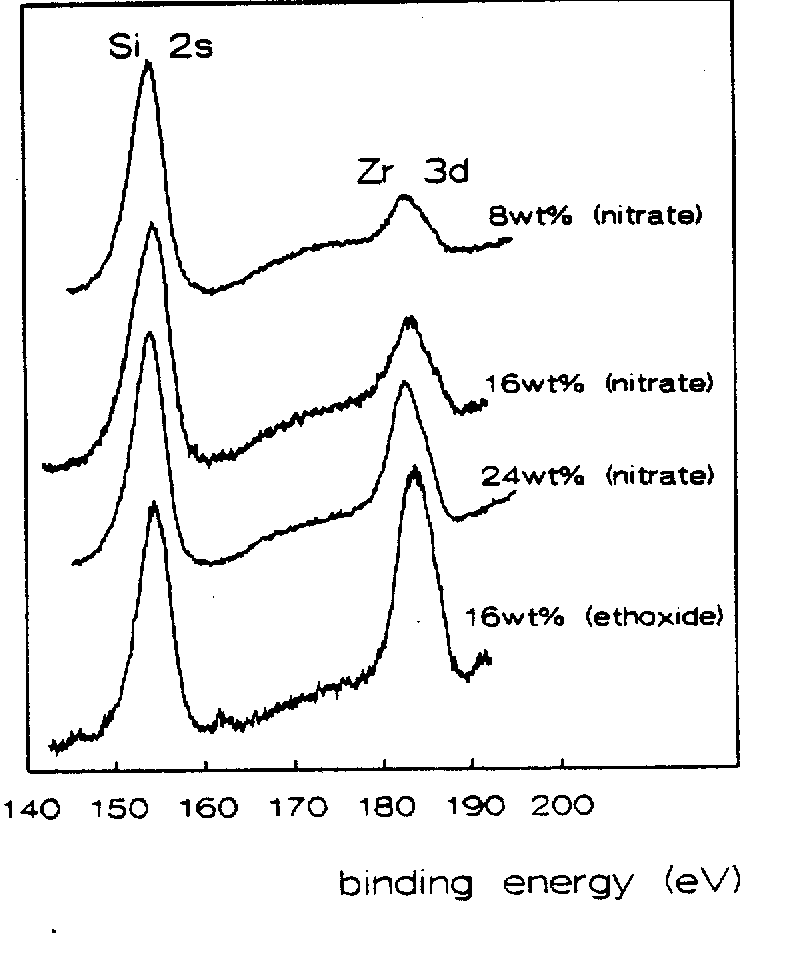 Si 2s
Zr 3d
8wt% (nitrate)
16wt% (nitrate)
24wt% (nitrate)
16wt% (ethoxide)
140 150 160 170 180 190 200
binding energy (eV)